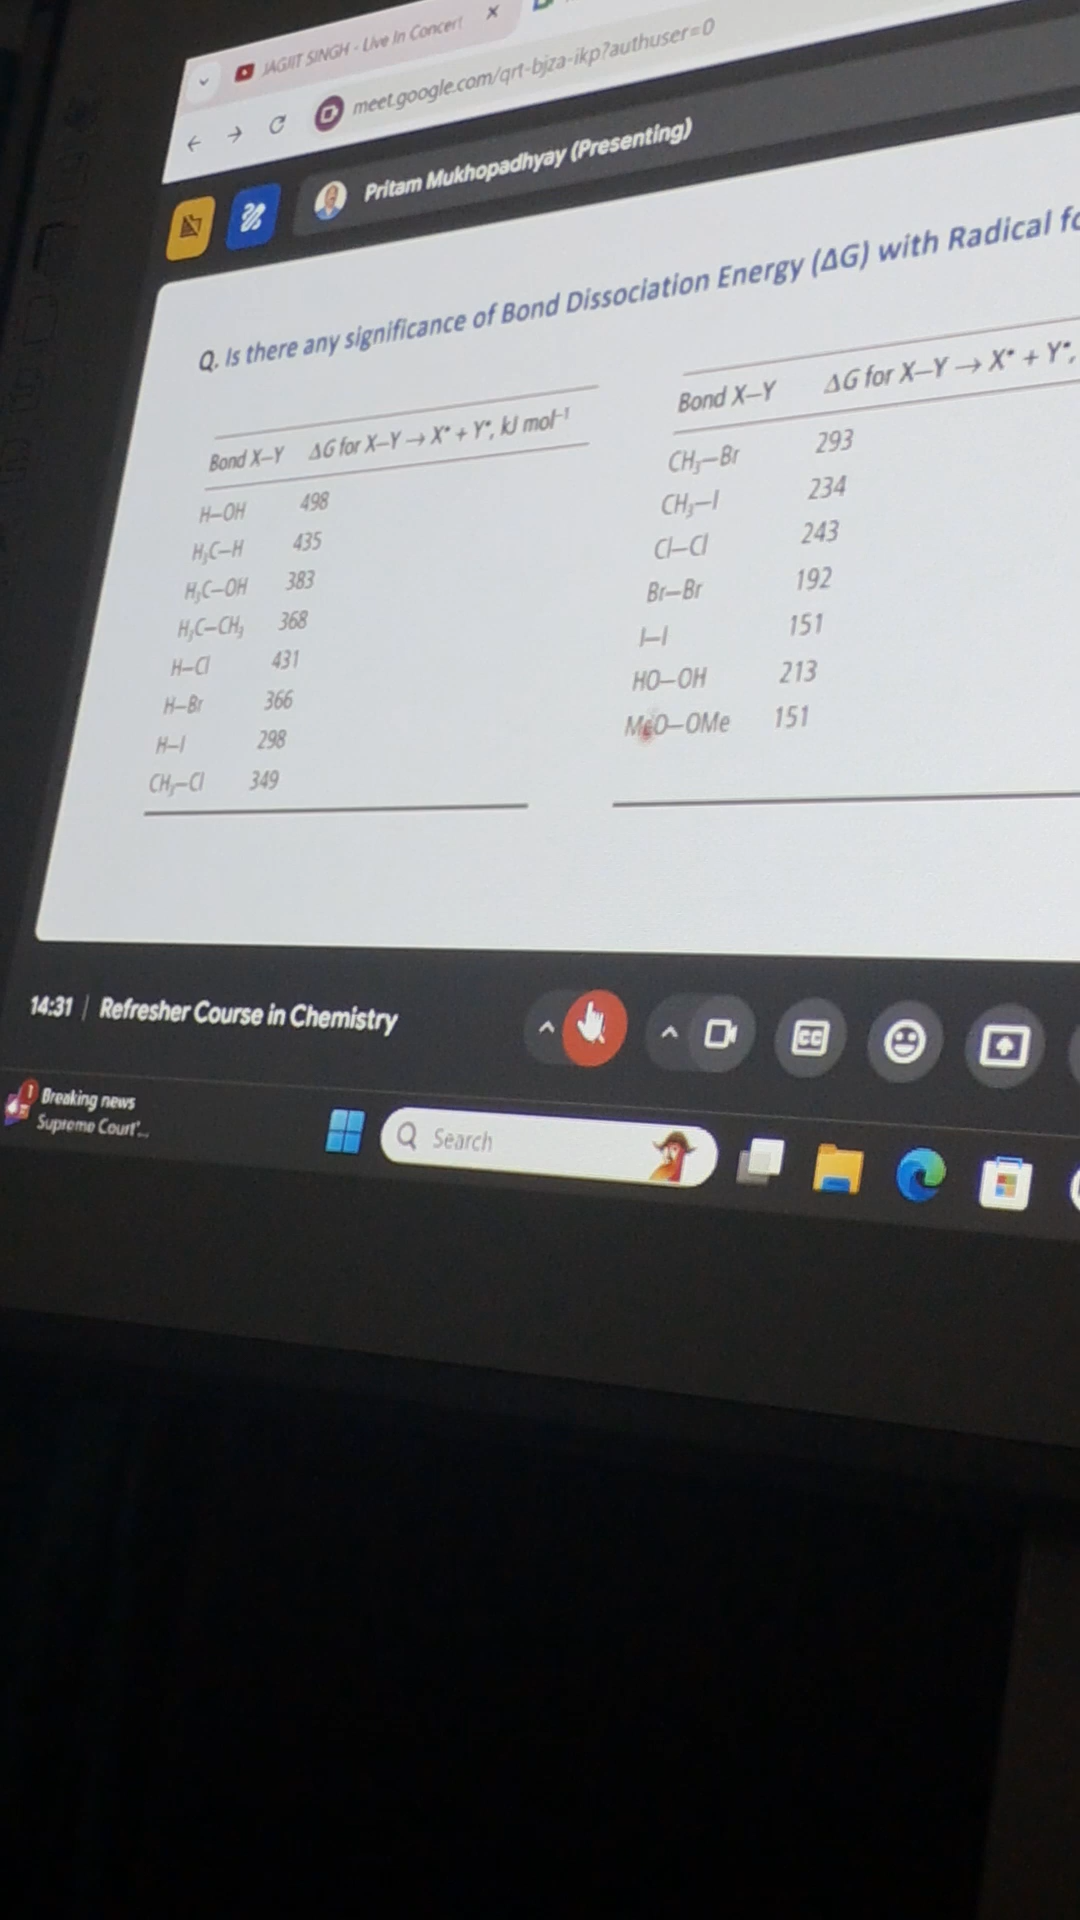 JAGJIT SINGH - Live In Concert
meet.google.com/qrt-bjza-ikp?authuser=0
Pritam Mukhopadhyay (Presenting)
Q. Is there any significance of Bond Dissociation Energy (ΔG) with Radical fo
Bond X–Y ΔG for X–Y → X• + Y•, kJ mol⁻¹
H–OH 498
H₃C–H 435
H₃C–OH 383
H₃C–CH₃ 368
H–Cl 431
H–Br 366
H–I 298
CH₃–Cl 349
Bond X–Y ΔG for X–Y → X• + Y•,
CH₃–Br 293
CH₃–I 234
Cl–Cl 243
Br–Br 192
I–I 151
HO–OH 213
MeO–OMe 151
14:31 | Refresher Course in Chemistry
CC
1
Breaking news
Supreme Court'...
Search